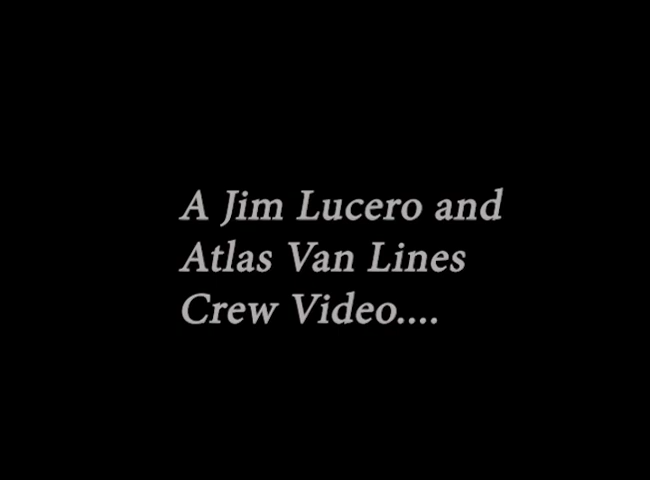 A Jim Lucero and
Atlas Van Lines
Crew Video....